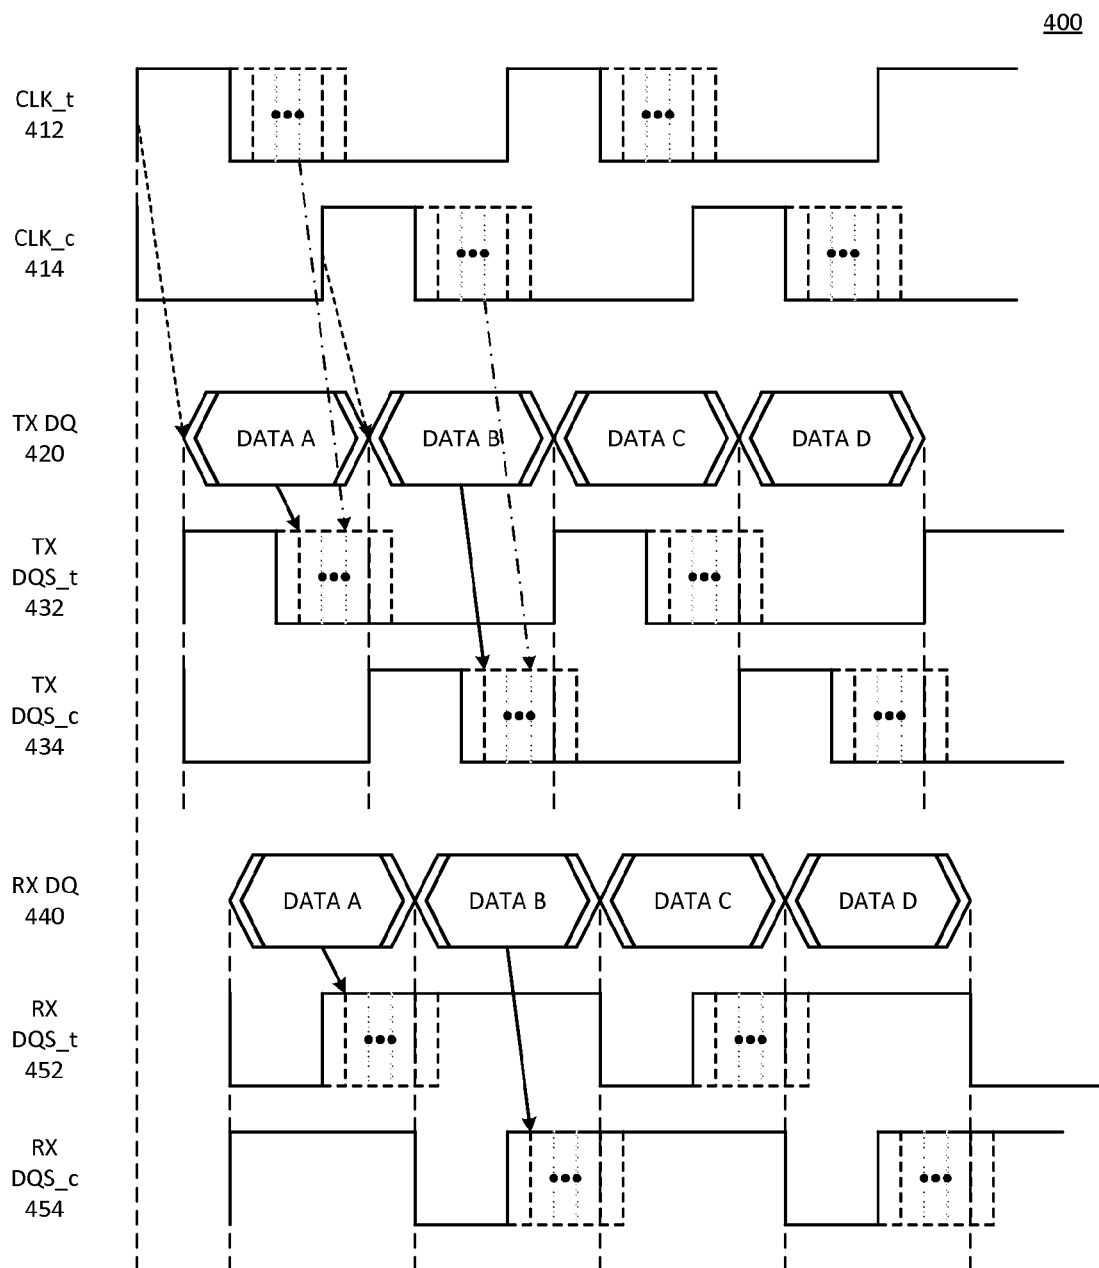 400
CLK_t
412
CLK_c
414
TX DQ
420
DATA A
DATA B
DATA C
DATA D
TX
DQS_t
432
TX
DQS_c
434
RX DQ
440
DATA A
DATA B
DATA C
DATA D
RX
DQS_t
452
RX
DQS_c
454